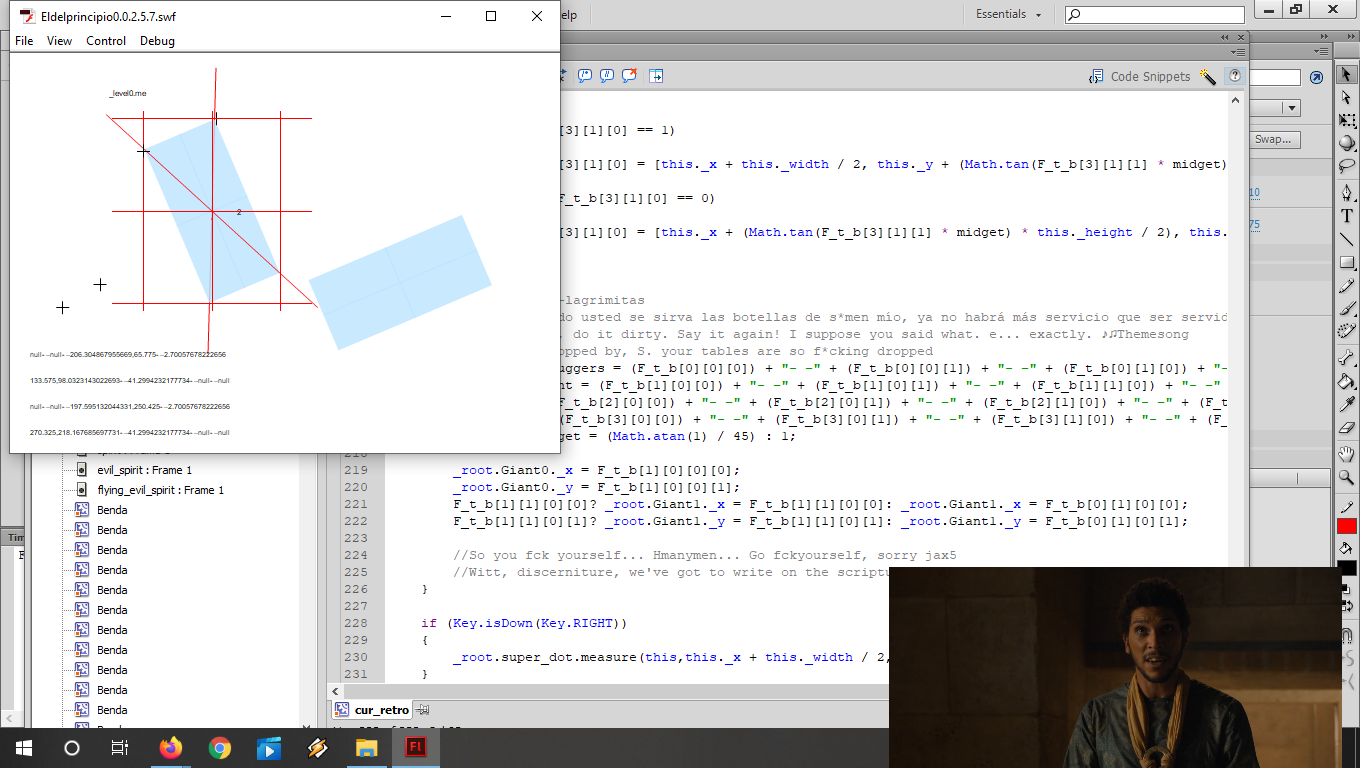 Eldelprincipio0.0.2.5.7.swf
File View Control Debug
elp
Essentials
_level0.me
2
null- -null- -206.304867955669,65.775- -2.70057678222656
133.575,98.0323143022693- -41.2994232177734- -null- -null
null- -null- -197.595132044331,250.425- -2.70057678222656
270.325,218.167685697731- -41.2994232177734- -null- -null
Code Snippets
Swap...
10
75
[3][1][0] == 1)
[3][1][0] = [this._x + this._width / 2, this._y + (Math.tan(F_t_b[3][1][1] * midget)
F_t_b[3][1][0] == 0)
[3][1][0] = [this._x + (Math.tan(F_t_b[3][1][1] * midget) * this._height / 2), this.
-lagrimitas
do usted se sirva las botellas de s*men mío, ya no habrá más servicio que ser servid
. do it dirty. Say it again! I suppose you said what. e... exactly. ♪♫Themesong
opped by, S. your tables are so f*cking dropped
uggers = (F_t_b[0][0][0]) + "- -" + (F_t_b[0][0][1]) + "- -" + (F_t_b[0][1][0]) + "-
nt = (F_t_b[1][0][0]) + "- -" + (F_t_b[1][0][1]) + "- -" + (F_t_b[1][1][0]) + "- -"
F_t_b[2][0][0]) + "- -" + (F_t_b[2][0][1]) + "- -" + (F_t_b[2][1][0]) + "- -" + (F_t
(F_t_b[3][0][0]) + "- -" + (F_t_b[3][0][1]) + "- -" + (F_t_b[3][1][0]) + "- -" + (F_
get = (Math.atan(1) / 45) : 1;
218
219 _root.Giant0._x = F_t_b[1][0][0][0];
220 _root.Giant0._y = F_t_b[1][0][0][1];
221 F_t_b[1][1][0][0]? _root.Giant1._x = F_t_b[1][1][0][0]: _root.Giant1._x = F_t_b[0][1][0][0];
222 F_t_b[1][1][0][1]? _root.Giant1._y = F_t_b[1][1][0][1]: _root.Giant1._y = F_t_b[0][1][0][1];
223
224 //So you fck yourself... Hmanymen... Go fckyourself, sorry jax5
225 //Witt, discerniture, we've got to write on the scriptu
226 }
227
228 if (Key.isDown(Key.RIGHT))
229 {
230 _root.super_dot.measure(this,this._x + this._width / 2,
231 }
evil_spirit : Frame 1
flying_evil_spirit : Frame 1
Benda
Benda
Benda
Benda
Benda
Benda
Benda
Benda
Benda
Benda
Benda
Benda
Tim
cur_retro
Fl